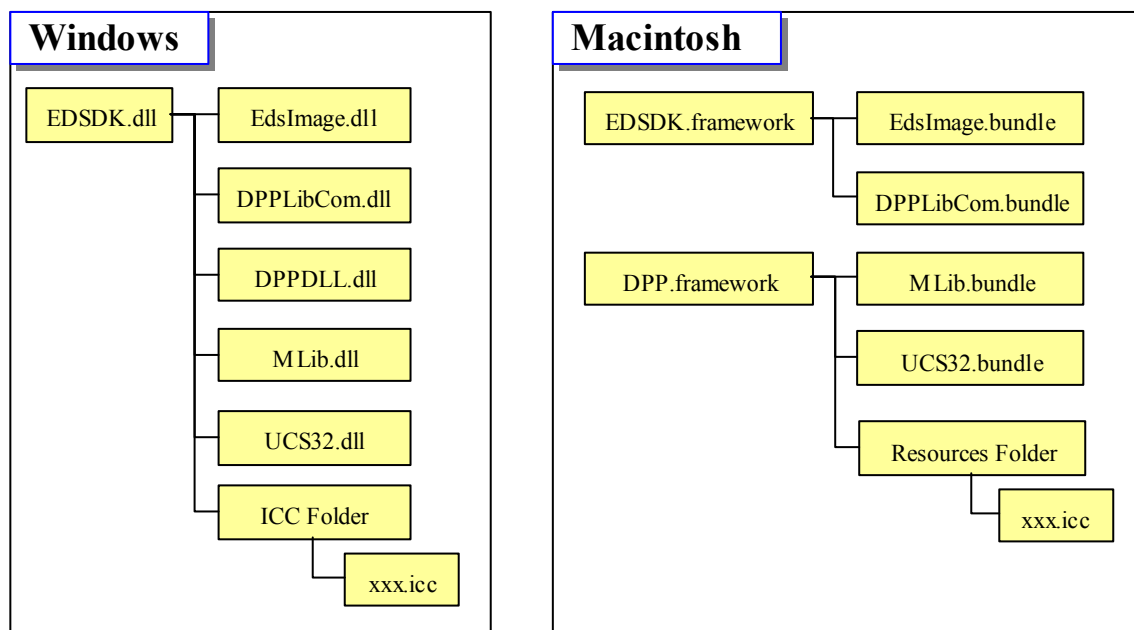 Windows
EDSDK.dll
EdsImage.dll
DPPLibCom.dll
DPPDLL.dll
MLib.dll
UCS32.dll
ICC Folder
xxx.icc
Macintosh
EDSDK.framework
EdsImage.bundle
DPPLibCom.bundle
DPP.framework
MLib.bundle
UCS32.bundle
Resources Folder
xxx.icc